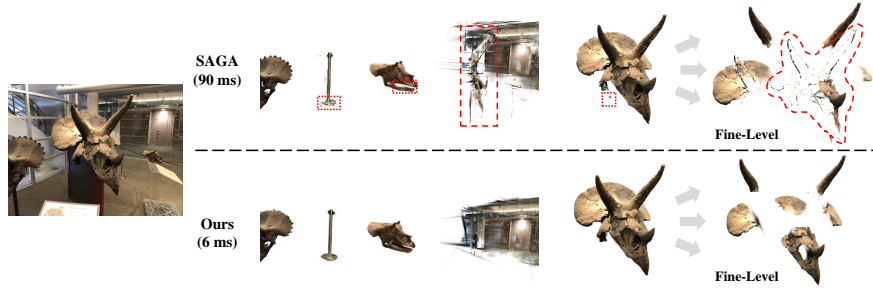 SAGA
(90 ms)
Fine-Level
Ours
(6 ms)
Fine-Level